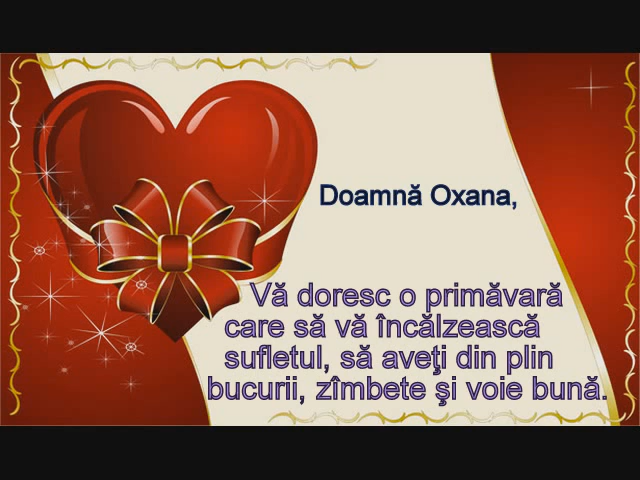 Doamnă Oxana,
Vă doresc o primăvară
care să vă încălzească
sufletul, să aveţi din plin
bucurii, zîmbete şi voie bună.